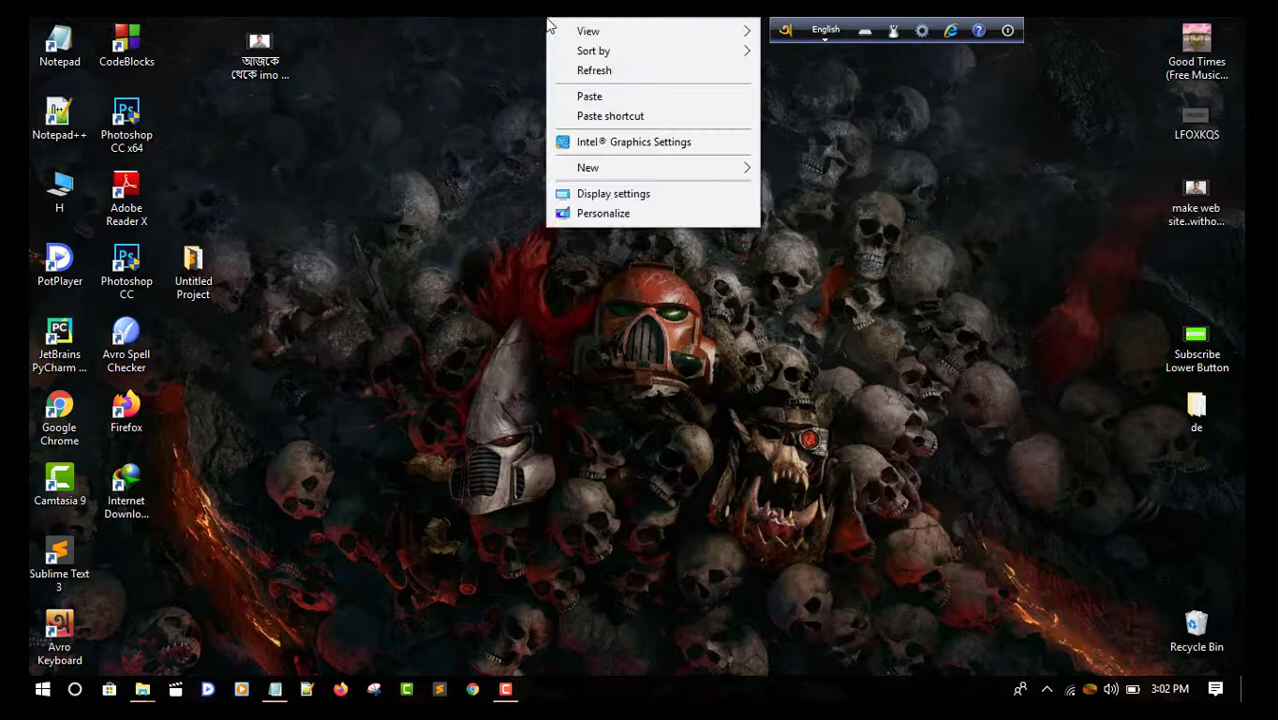 Notepad
CodeBlocks
আজকে
থেকে imo ...
View
Sort by
Refresh
Paste
Paste shortcut
Intel® Graphics Settings
New
Display settings
Personalize
অ
English
Good Times
(Free Music...
Notepad++
Photoshop
CC x64
LFOXKQS
H
Adobe
Reader X
make web
site..witho...
PotPlayer
Photoshop
CC
Untitled
Project
JetBrains
PyCharm ...
Avro Spell
Checker
Subscribe
Lower Button
Google
Chrome
Firefox
de
Camtasia 9
Internet
Downlo...
Sublime Text
3
Avro
Keyboard
Recycle Bin
3:02 PM